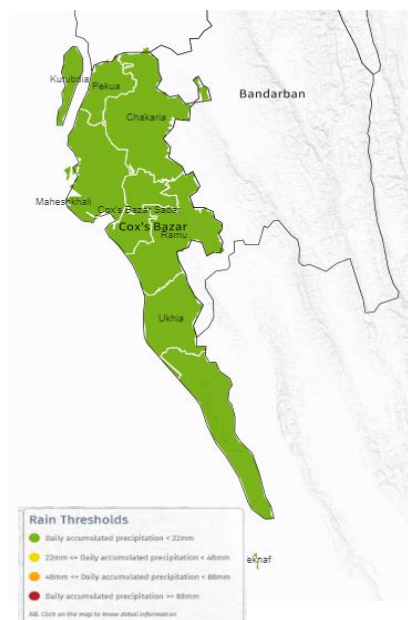 Kutubdia
Pekua
Bandarban
Chakaria
Maheshkhali
Cox's Bazar Sadar
Cox's Bazar
Ramu
Ukhia
Rain Thresholds
Daily accumulated precipitation < 22mm
22mm <= Daily accumulated precipitation < 48mm
48mm <= Daily accumulated precipitation < 88mm
Daily accumulated precipitation >= 88mm
NB. Click on the map to know detail information
eknaf